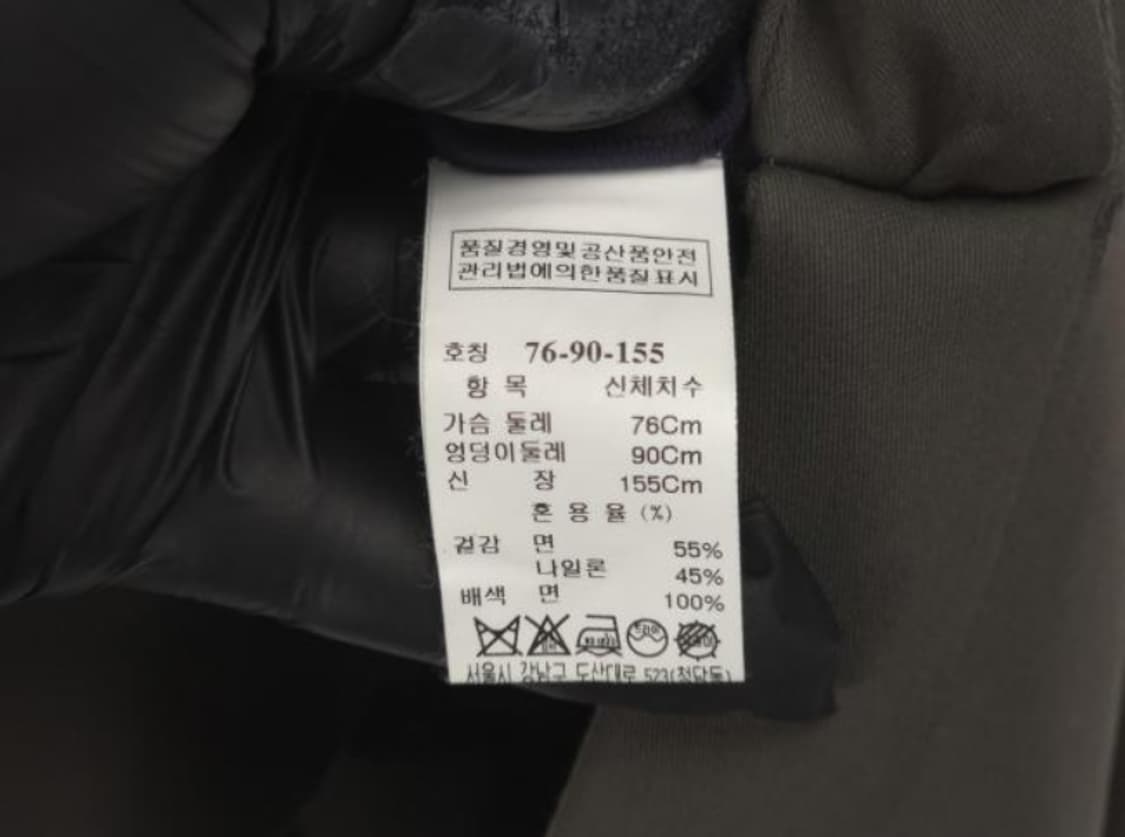 품질경영및공산품안전
관리법에의한품질표시
호칭 76-90-155
항 목 신체치수
가슴 둘레 76Cm
엉덩이둘레 90Cm
신 장 155Cm
혼 용 율 (%)
겉감 면 55%
나일론 45%
배색 면 100%
드라이
서울시 강남구 도산대로 523(청담동)